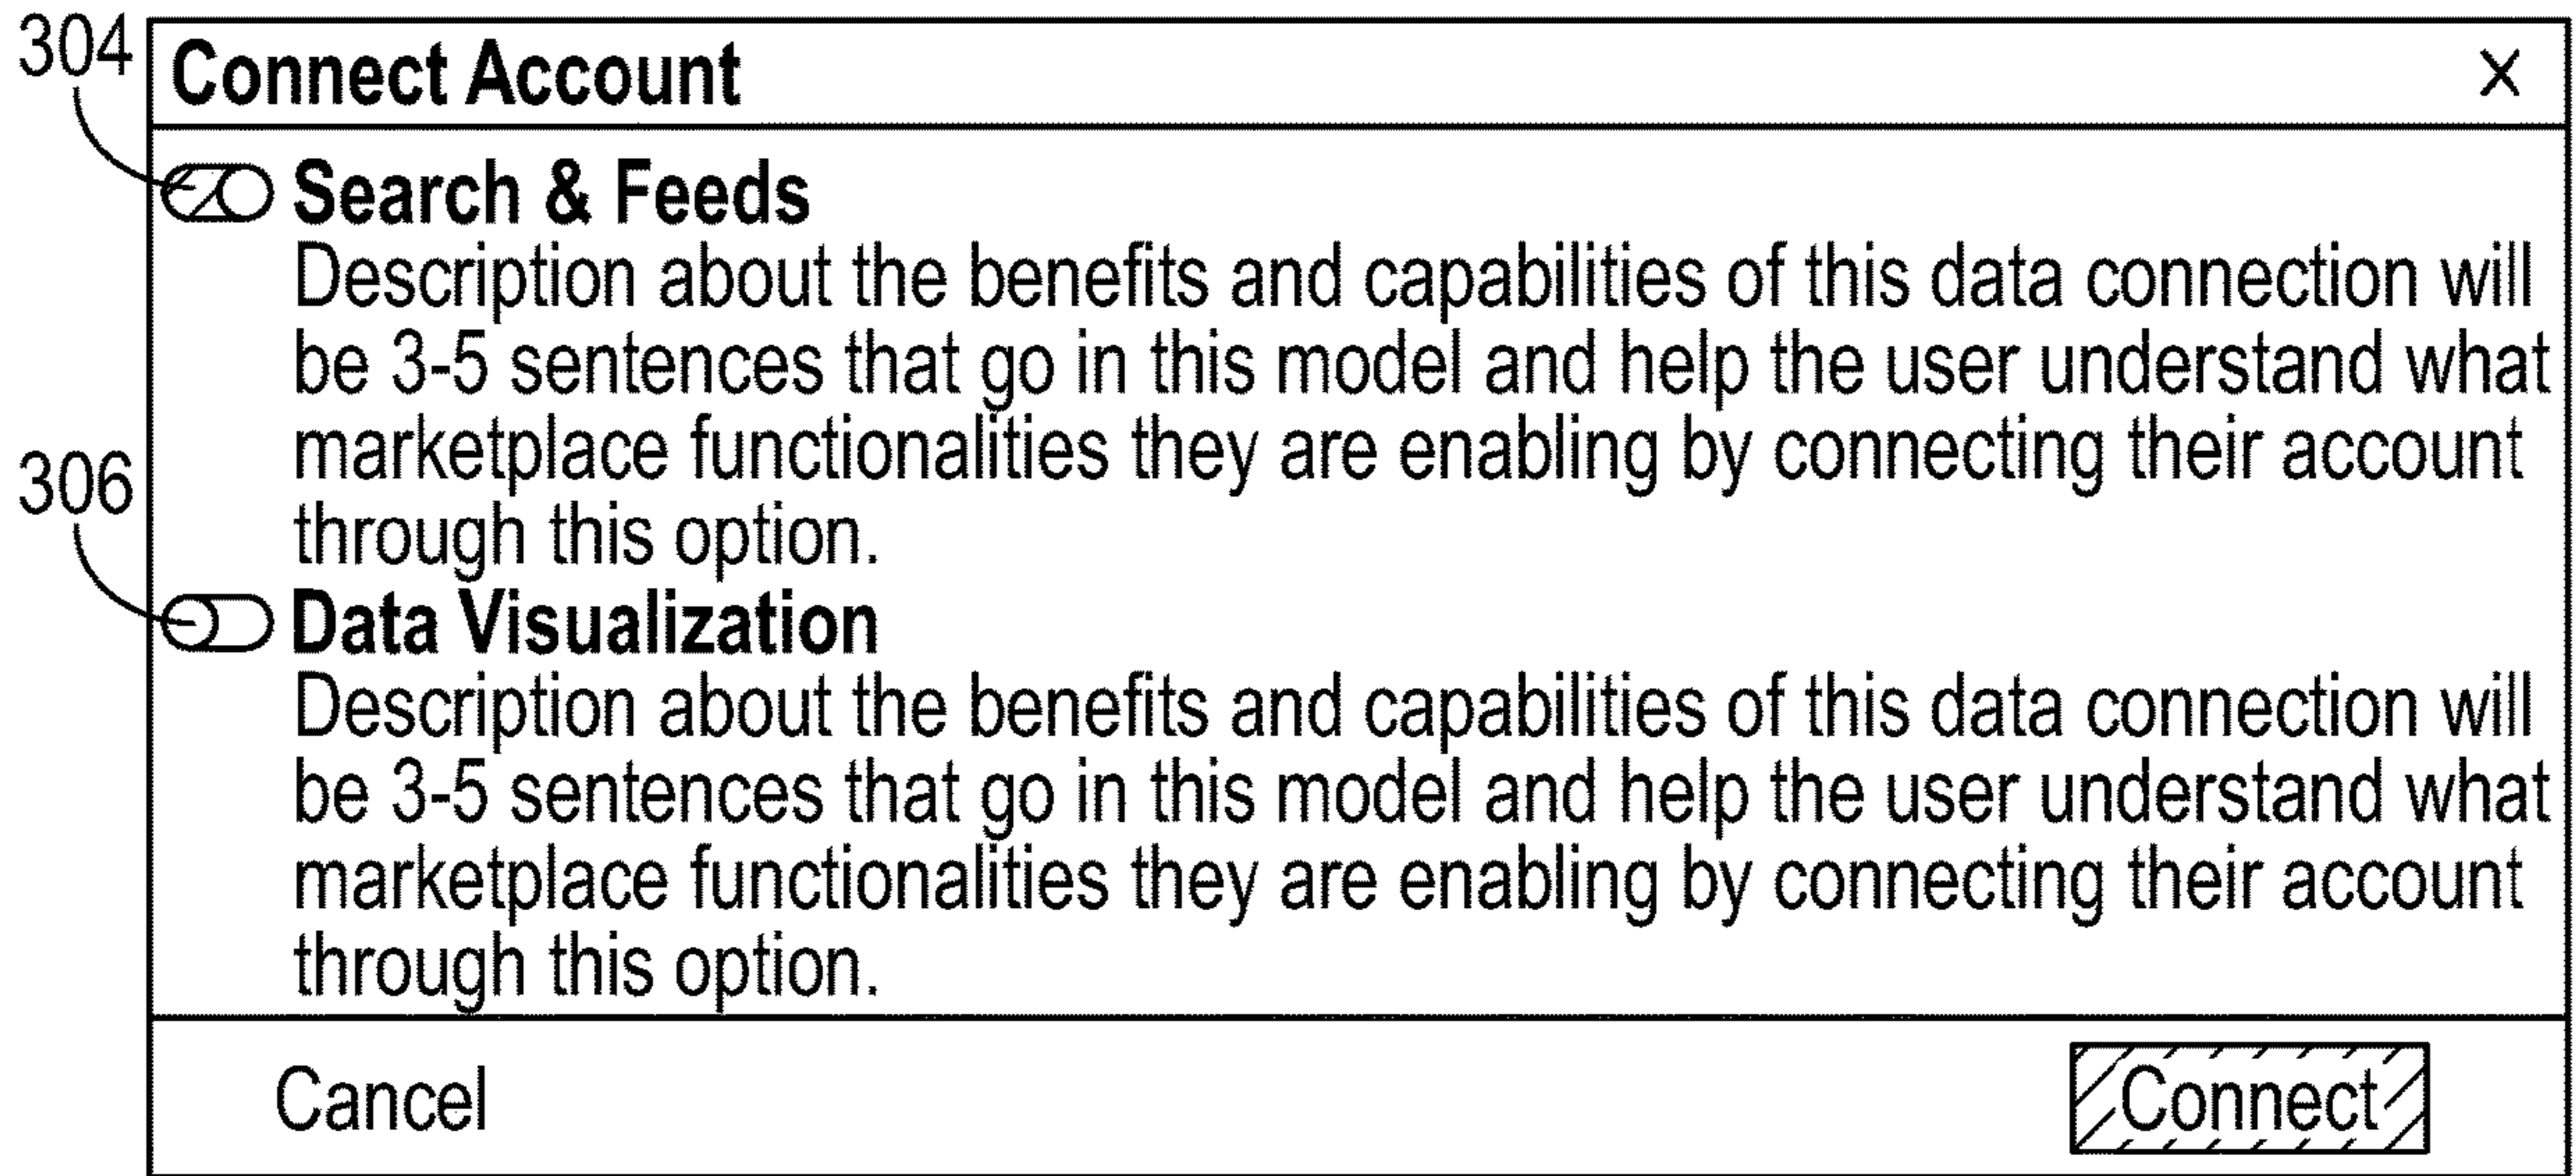 304
Connect Account
X
Search & Feeds
Description about the benefits and capabilities of this data connection will
be 3-5 sentences that go in this model and help the user understand what
marketplace functionalities they are enabling by connecting their account
through this option.
306
Data Visualization
Description about the benefits and capabilities of this data connection will
be 3-5 sentences that go in this model and help the user understand what
marketplace functionalities they are enabling by connecting their account
through this option.
Cancel
Connect